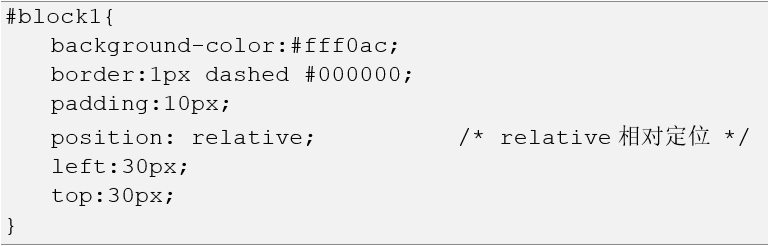 #block1{
    background-color:#fff0ac;
    border:1px dashed #000000;
    padding:10px;
    position: relative;          /* relative 相对定位 */
    left:30px;
    top:30px;
}